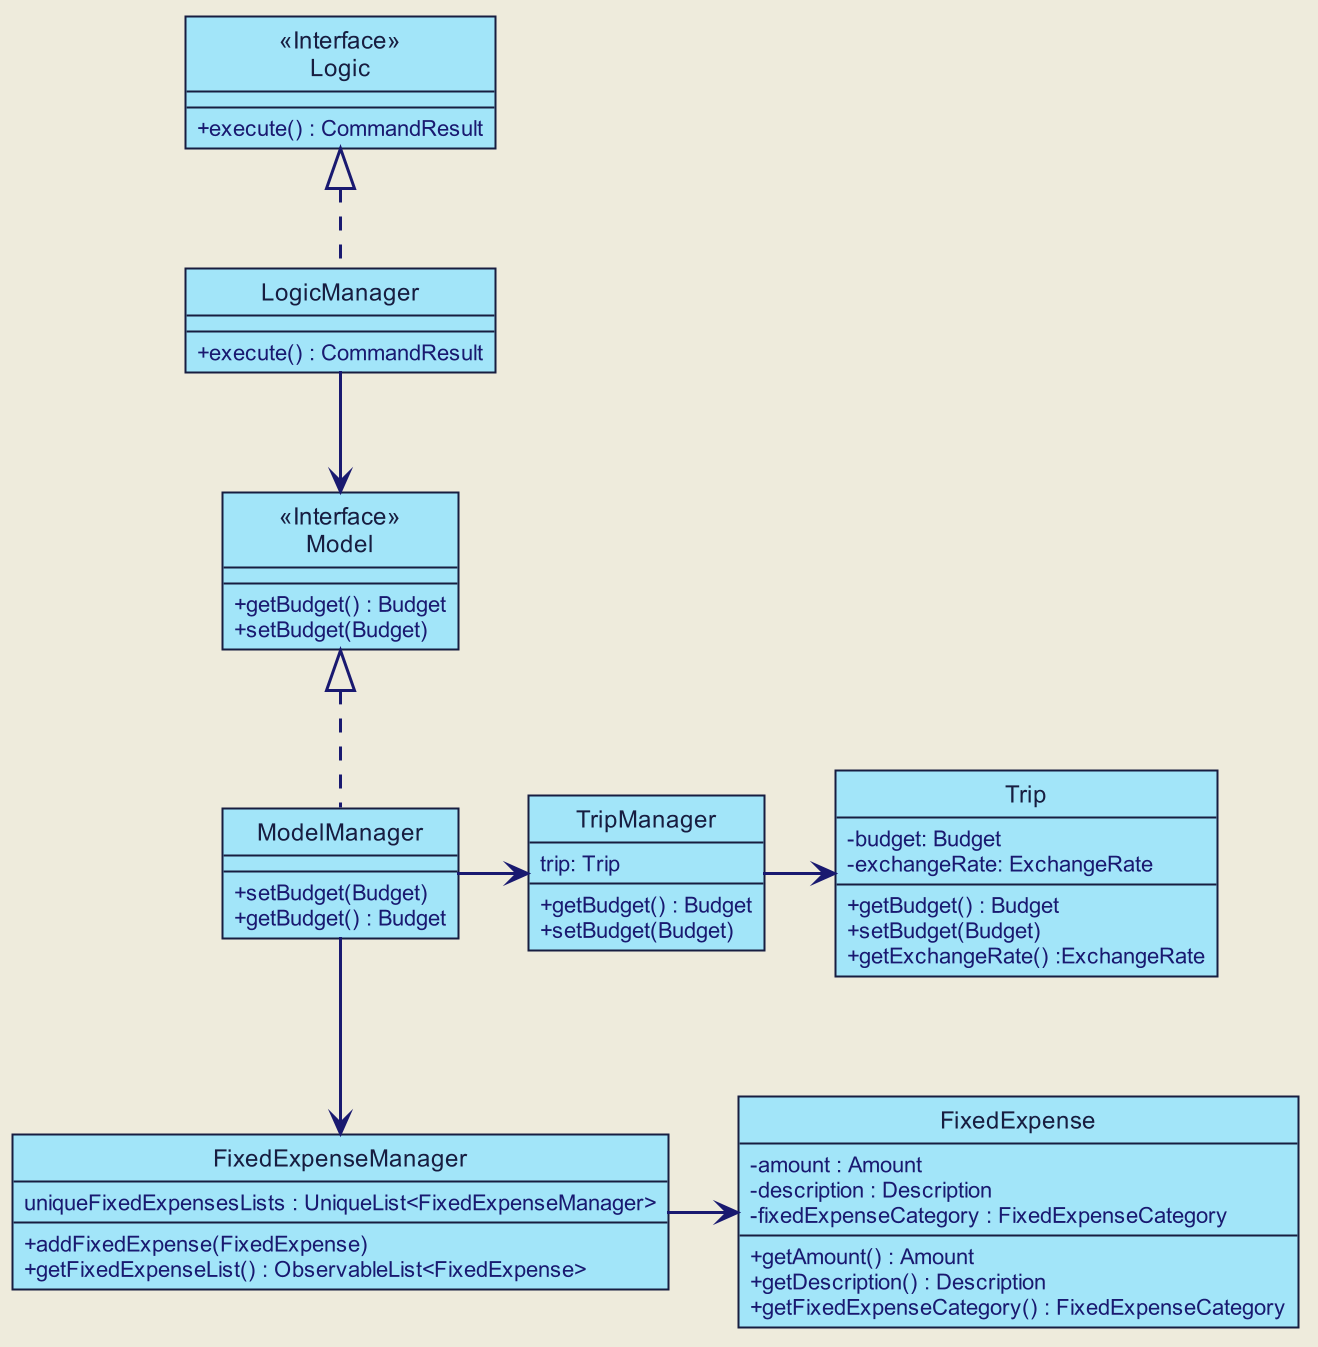 «Interface»
Logic
+execute() : CommandResult
LogicManager
+execute() : CommandResult
«Interface»
Model
+getBudget() : Budget
+setBudget(Budget)
ModelManager
+setBudget(Budget)
+getBudget() : Budget
TripManager
trip: Trip
+getBudget() : Budget
+setBudget(Budget)
Trip
-budget: Budget
-exchangeRate: ExchangeRate
+getBudget() : Budget
+setBudget(Budget)
+getExchangeRate() :ExchangeRate
FixedExpenseManager
uniqueFixedExpensesLists : UniqueList<FixedExpenseManager>
+addFixedExpense(FixedExpense)
+getFixedExpenseList() : ObservableList<FixedExpense>
FixedExpense
-amount : Amount
-description : Description
-fixedExpenseCategory : FixedExpenseCategory
+getAmount() : Amount
+getDescription() : Description
+getFixedExpenseCategory() : FixedExpenseCategory